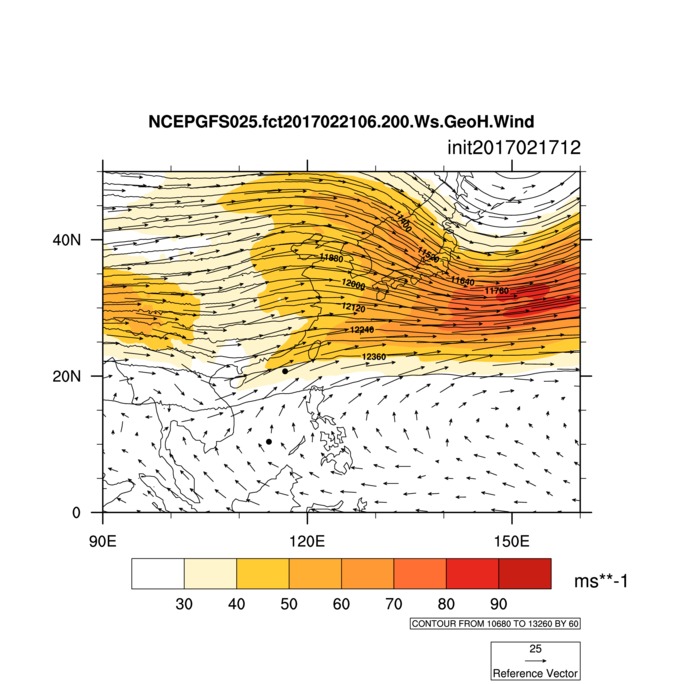 NCEPGFS025.fct2017022106.200.Ws.GeoH.Wind
init2017021712
40N
20N
0
90E 120E 150E
11400
11520
11640
11760
11880
12000
12120
12240
12360
30 40 50 60 70 80 90
ms**-1
CONTOUR FROM 10680 TO 13260 BY 60
25
Reference Vector